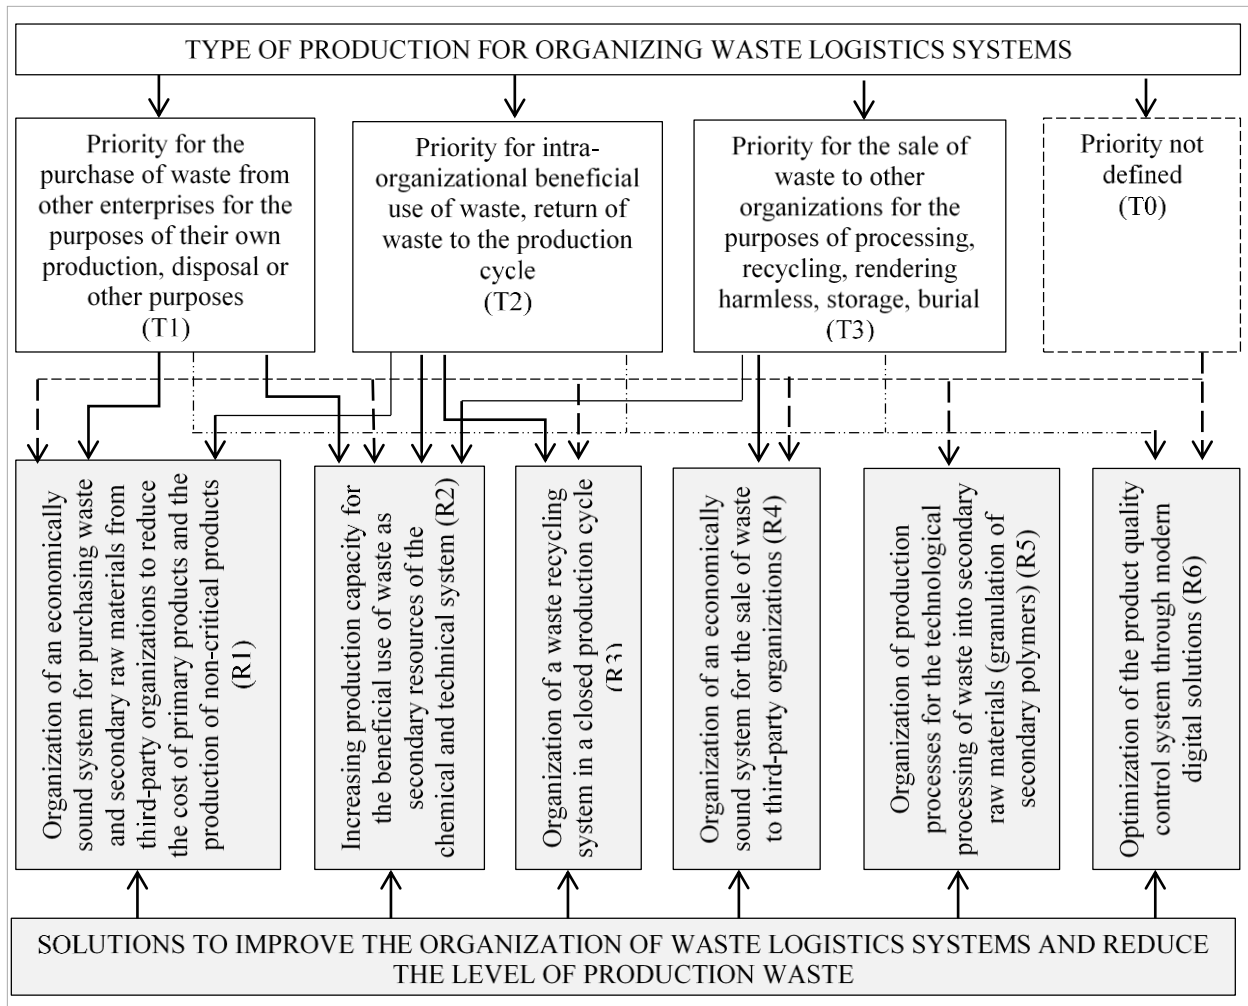 TYPE OF PRODUCTION FOR ORGANIZING WASTE LOGISTICS SYSTEMS
Priority for the
purchase of waste from
other enterprises for the
purposes of their own
production, disposal or
other purposes
(T1)
Priority for intra-
organizational beneficial
use of waste, return of
waste to the production
cycle
(T2)
Priority for the sale of
waste to other
organizations for the
purposes of processing,
recycling, rendering
harmless, storage, burial
(T3)
Priority not
defined
(T0)
Organization of an economically
sound system for purchasing waste
and secondary raw materials from
third-party organizations to reduce
the cost of primary products and the
production of non-critical products
(R1)
Increasing production capacity for
the beneficial use of waste as
secondary resources of the
chemical and technical system (R2)
Organization of a waste recycling
system in a closed production cycle
(R3)
Organization of an economically
sound system for the sale of waste
to third-party organizations (R4)
Organization of production
processes for the technological
processing of waste into secondary
raw materials (granulation of
secondary polymers) (R5)
Optimization of the product quality
control system through modern
digital solutions (R6)
SOLUTIONS TO IMPROVE THE ORGANIZATION OF WASTE LOGISTICS SYSTEMS AND REDUCE
THE LEVEL OF PRODUCTION WASTE